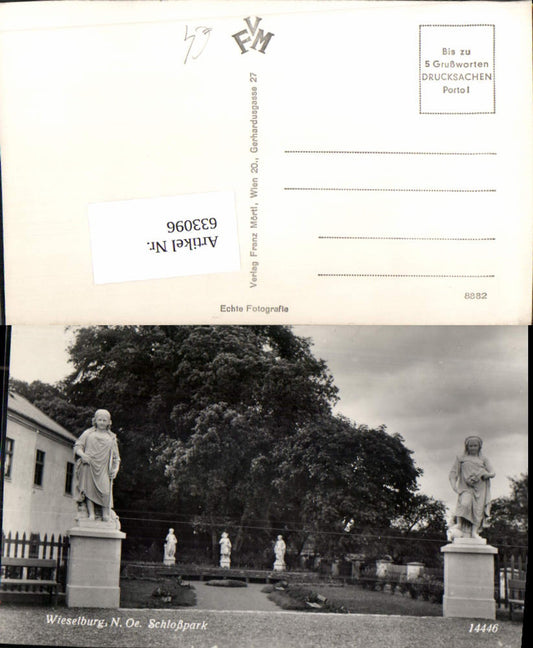 54
FVM
Bis zu
5 Grußworten
DRUCKSACHEN
Porto I
Verlag Franz Mörtl, Wien 20., Gerhardusgasse 27
Artikel Nr.
633096
8882
Echte Fotografie
Wieselburg, N. Oe. Schloßpark
14446